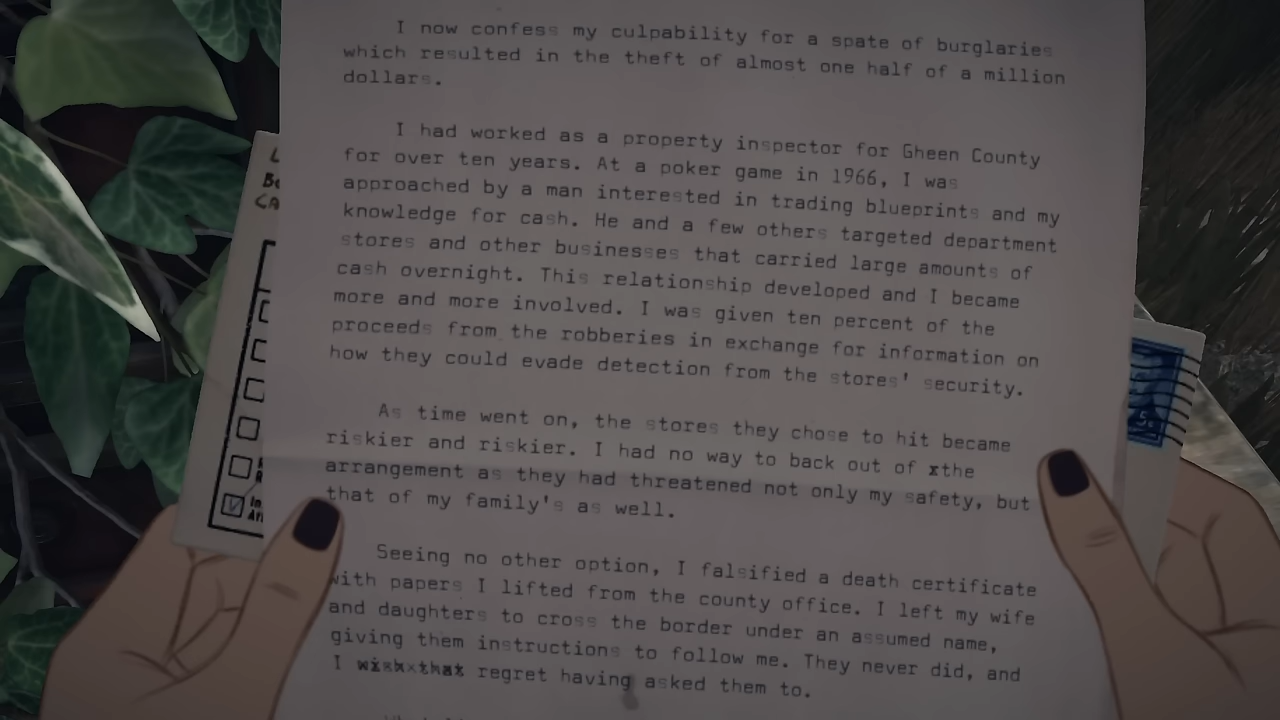 I now confess my culpability for a spate of burglaries
which resulted in the theft of almost one half of a million
dollars.
I had worked as a property inspector for Gheen County
for over ten years. At a poker game in 1966, I was
approached by a man interested in trading blueprints and my
knowledge for cash. He and a few others targeted department
stores and other businesses that carried large amounts of
cash overnight. This relationship developed and I became
more and more involved. I was given ten percent of the
proceeds from the robberies in exchange for information on
how they could evade detection from the stores' security.
As time went on, the stores they chose to hit became
riskier and riskier. I had no way to back out of xthe
arrangement as they had threatened not only my safety, but
that of my family's as well.
Seeing no other option, I falsified a death certificate
with papers I lifted from the county office. I left my wife
and daughters to cross the border under an assumed name,
giving them instructions to follow me. They never did, and
I wish that regret having asked them to.